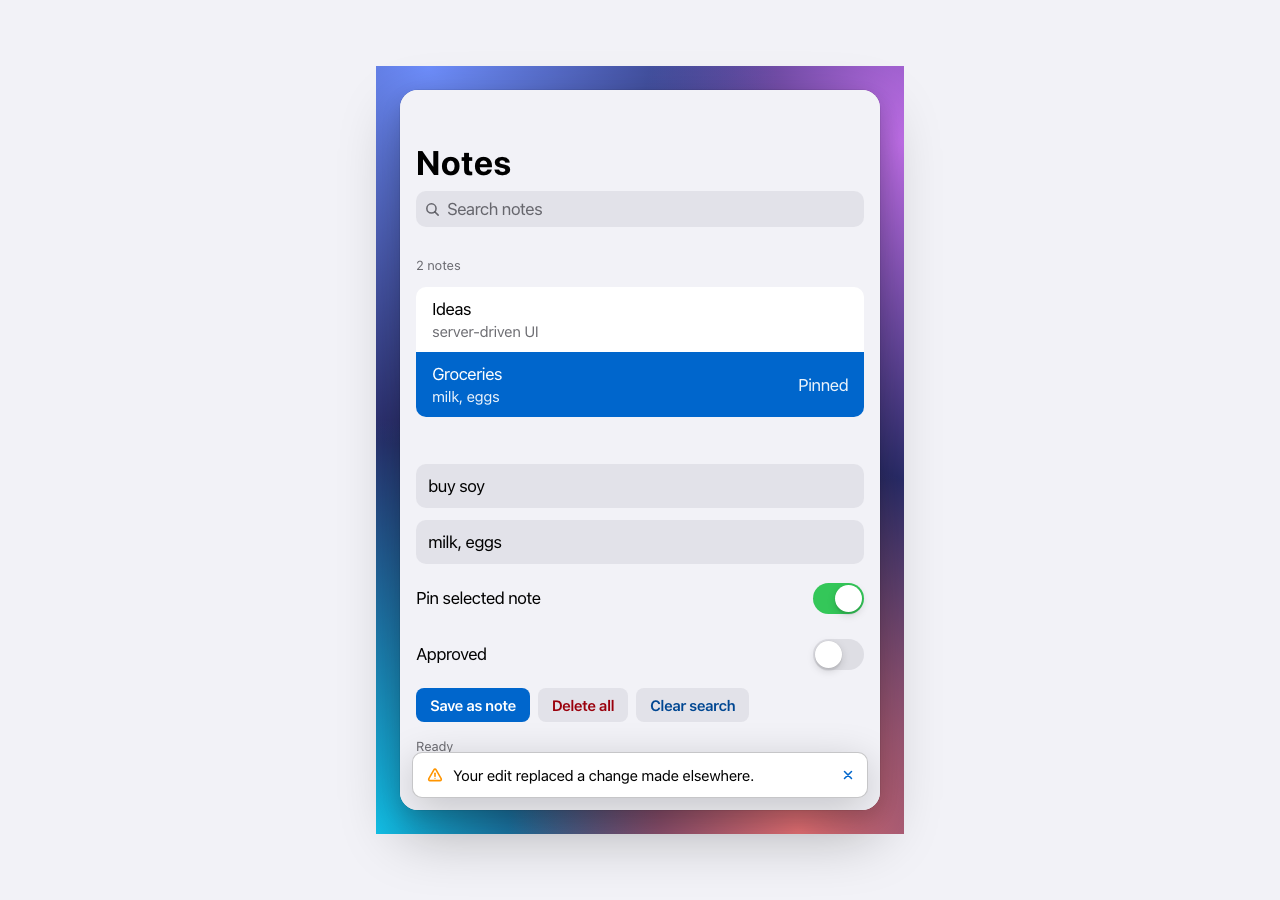 Notes
Search notes
2 notes
Ideas
server-driven UI
Groceries
milk, eggs
Pinned
buy soy
milk, eggs
Pin selected note
Approved
Save as note
Delete all
Clear search
Ready
Your edit replaced a change made elsewhere.